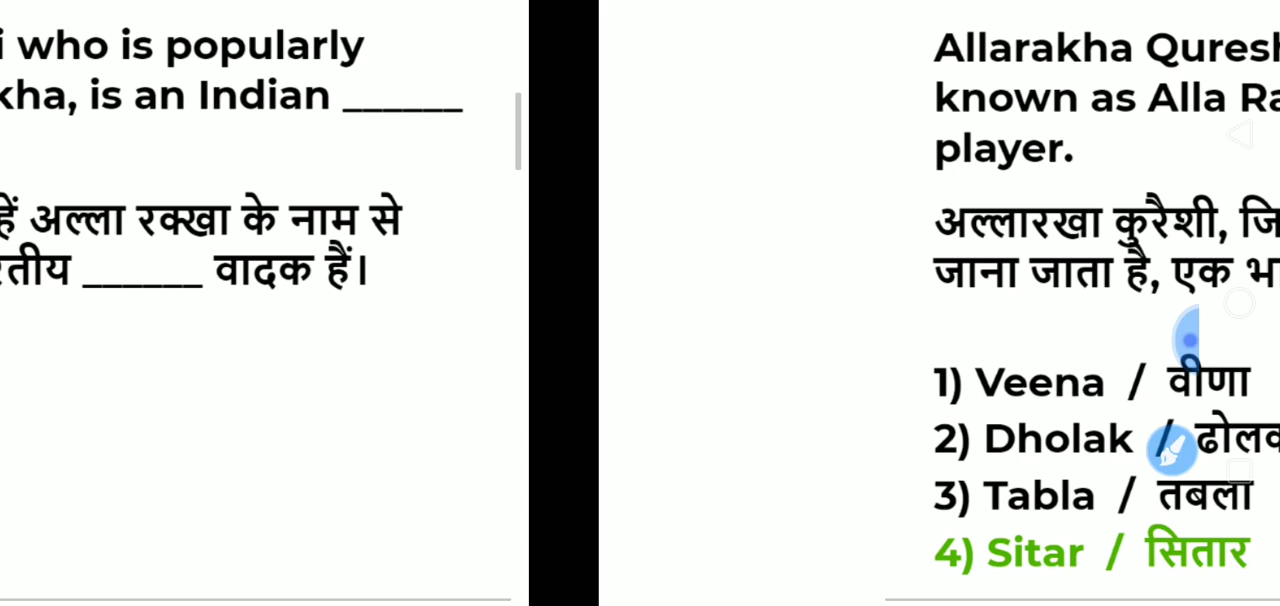 i who is popularly
kha, is an Indian ______
हें अल्ला रक्खा के नाम से
रतीय ______ वादक हैं।
Allarakha Quresh
known as Alla Ra
player.
अल्लारखा कुरैशी, जि
जाना जाता है, एक भा
1) Veena / वीणा
2) Dholak / ढोलक
3) Tabla / तबला
4) Sitar / सितार